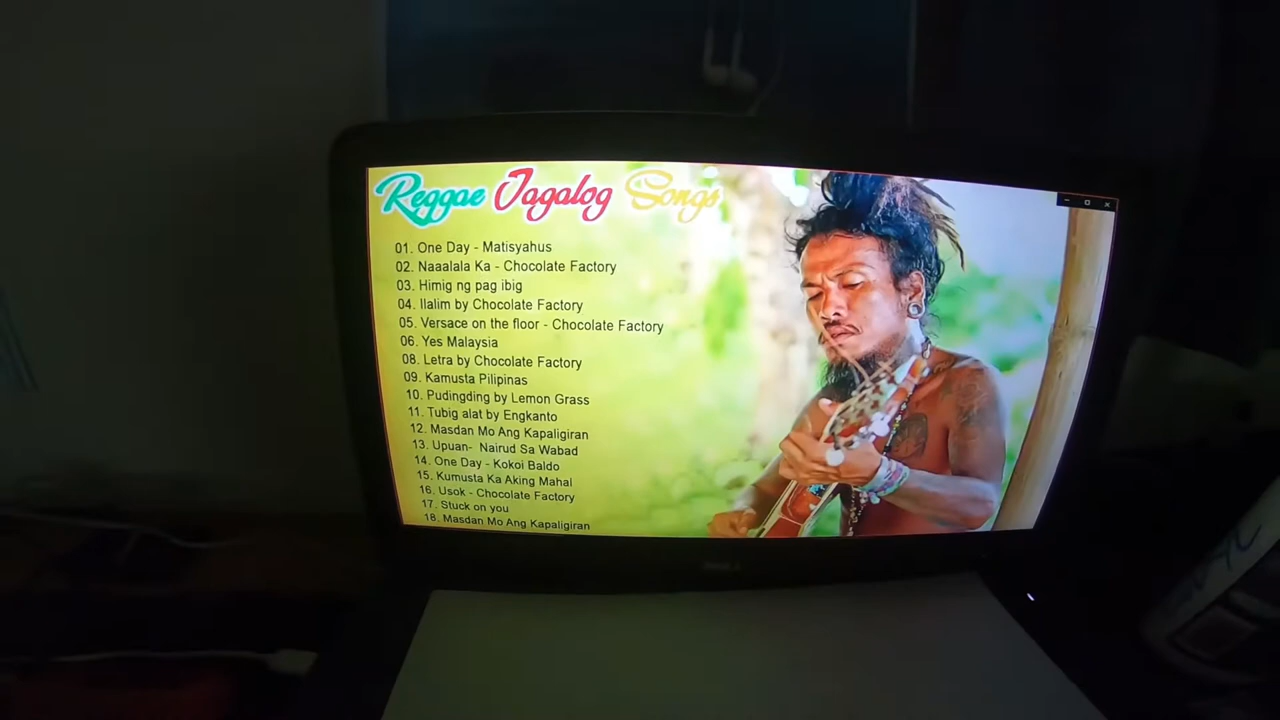 Reggae Tagalog Songs
01. One Day - Matisyahus
02. Naaalala Ka - Chocolate Factory
03. Himig ng pag ibig
04. Ilalim by Chocolate Factory
05. Versace on the floor - Chocolate Factory
06. Yes Malaysia
08. Letra by Chocolate Factory
09. Kamusta Pilipinas
10. Pudingding by Lemon Grass
11. Tubig alat by Engkanto
12. Masdan Mo Ang Kapaligiran
13. Upuan- Nairud Sa Wabad
14. One Day - Kokoi Baldo
15. Kumusta Ka Aking Mahal
16. Usok - Chocolate Factory
17. Stuck on you
18. Masdan Mo Ang Kapaligiran